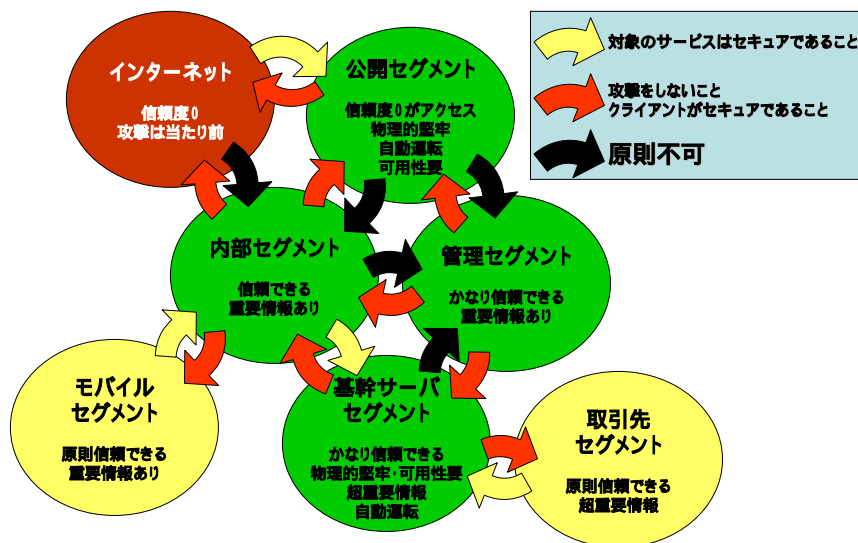 対象のサービスはセキュアであること
攻撃をしないこと
クライアントがセキュアであること
原則不可
インターネット
信頼度0
攻撃は当たり前
公開セグメント
信頼度0がアクセス
物理的堅牢
自動運転
可用性要
内部セグメント
信頼できる
重要情報あり
管理セグメント
かなり信頼できる
重要情報あり
モバイル
セグメント
原則信頼できる
重要情報あり
基幹サーバ
セグメント
かなり信頼できる
物理的堅牢・可用性要
超重要情報
自動運転
取引先
セグメント
原則信頼できる
超重要情報